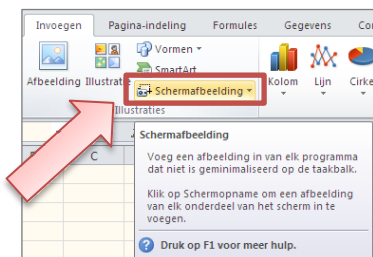 Invoegen Pagina-indeling Formules Gegevens Co
Vormen
SmartArt
Afbeelding Illustratie Schermafbeelding Kolom Lijn Cirke
Illustraties
C
Schermafbeelding
Voeg een afbeelding in van elk programma
dat niet is geminimaliseerd op de taakbalk.
Klik op Schermopname om een afbeelding
van elk onderdeel van het scherm in te
voegen.
Druk op F1 voor meer hulp.